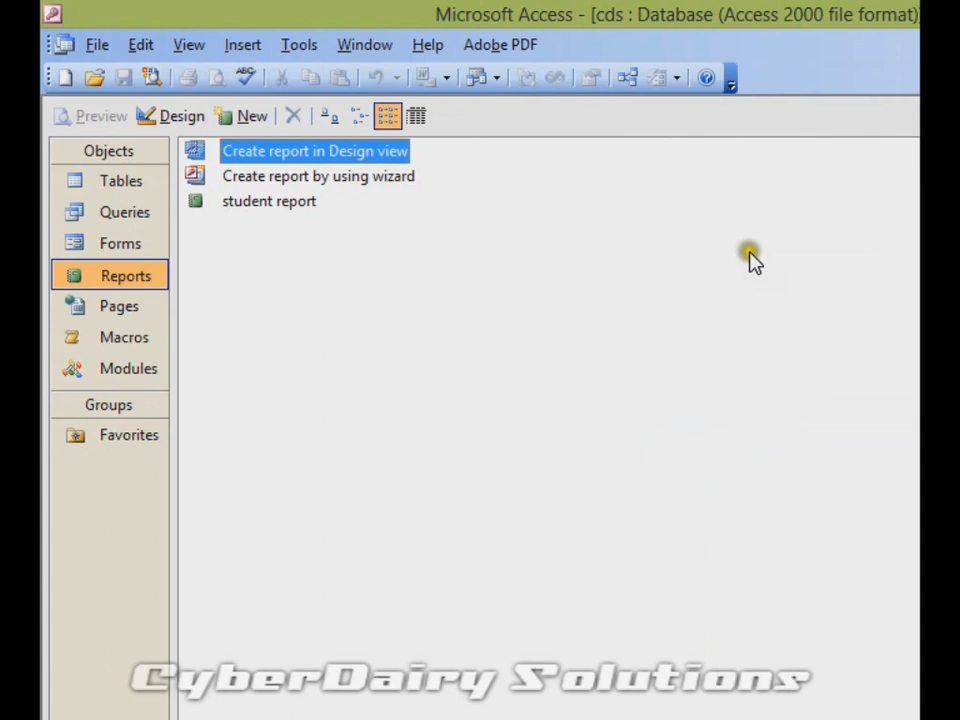 Microsoft Access - [cds : Database (Access 2000 file format)
File Edit View Insert Tools Window Help Adobe PDF
Preview Design New
Objects
Tables
Queries
Forms
Reports
Pages
Macros
Modules
Groups
Favorites
Create report in Design view
Create report by using wizard
student report
CyberDairy Solutions